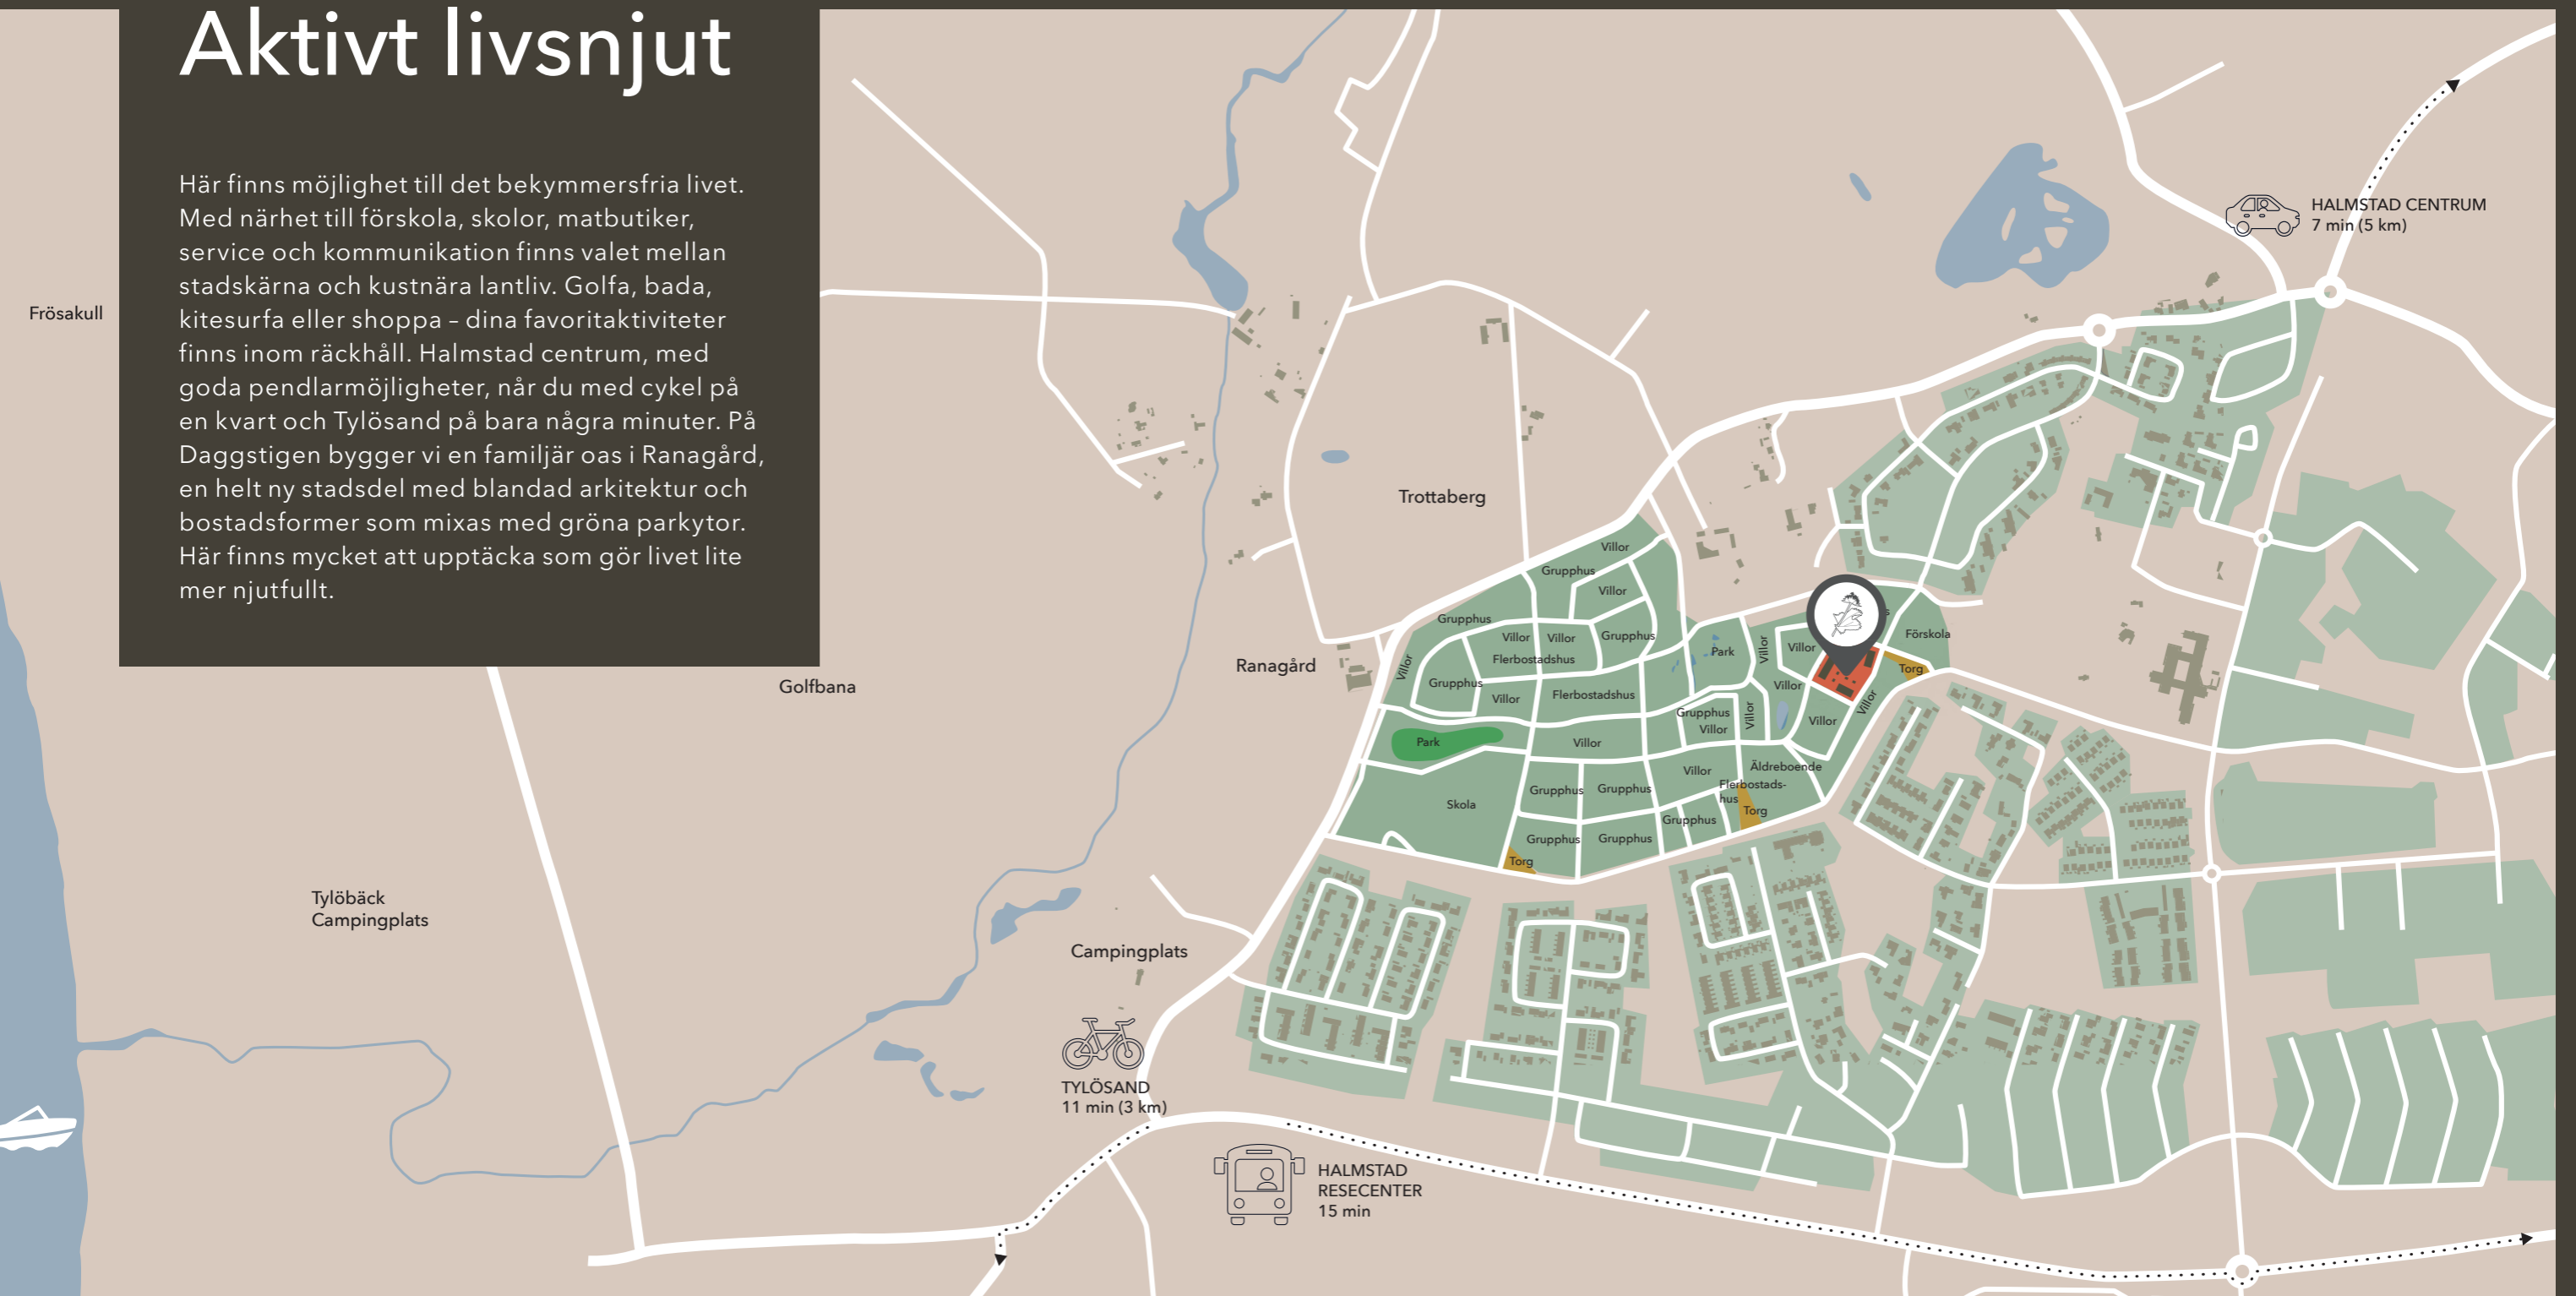 Aktivt livsnjut
Här finns möjlighet till det bekymmersfria livet.
Med närhet till förskola, skolor, matbutiker,
service och kommunikation finns valet mellan
stadskärna och kustnära lantliv. Golfa, bada,
kitesurfa eller shoppa – dina favoritaktiviteter
finns inom räckhåll. Halmstad centrum, med
goda pendlarmöjligheter, når du med cykel på
en kvart och Tylösand på bara några minuter. På
Daggstigen bygger vi en familjär oas i Ranagård,
en helt ny stadsdel med blandad arkitektur och
bostadsformer som mixas med gröna parkytor.
Här finns mycket att upptäcka som gör livet lite
mer njutfullt.
Frösakull
HALMSTAD CENTRUM
7 min (5 km)
Trottaberg
Ranagård
Golfbana
Tylöbäck
Campingplats
Campingplats
TYLÖSAND
11 min (3 km)
HALMSTAD
RESECENTER
15 min
Villor
Grupphus
Villor
Grupphus
Villor
Villor
Grupphus
Flerbostadshus
Villor
Grupphus
Villor
Flerbostadshus
Park
Villor
Villor
Förskola
Torg
Villor
Villor
Villor
Grupphus
Villor
Villor
Park
Villor
Villor
Äldreboende
Flerbostads-
hus
Torg
Skola
Grupphus
Grupphus
Grupphus
Grupphus
Grupphus
Torg